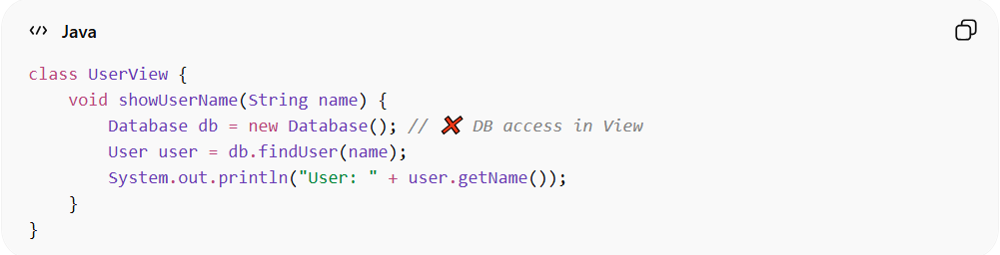 </> Java
class UserView {
    void showUserName(String name) {
        Database db = new Database(); // ❌ DB access in View
        User user = db.findUser(name);
        System.out.println("User: " + user.getName());
    }
}